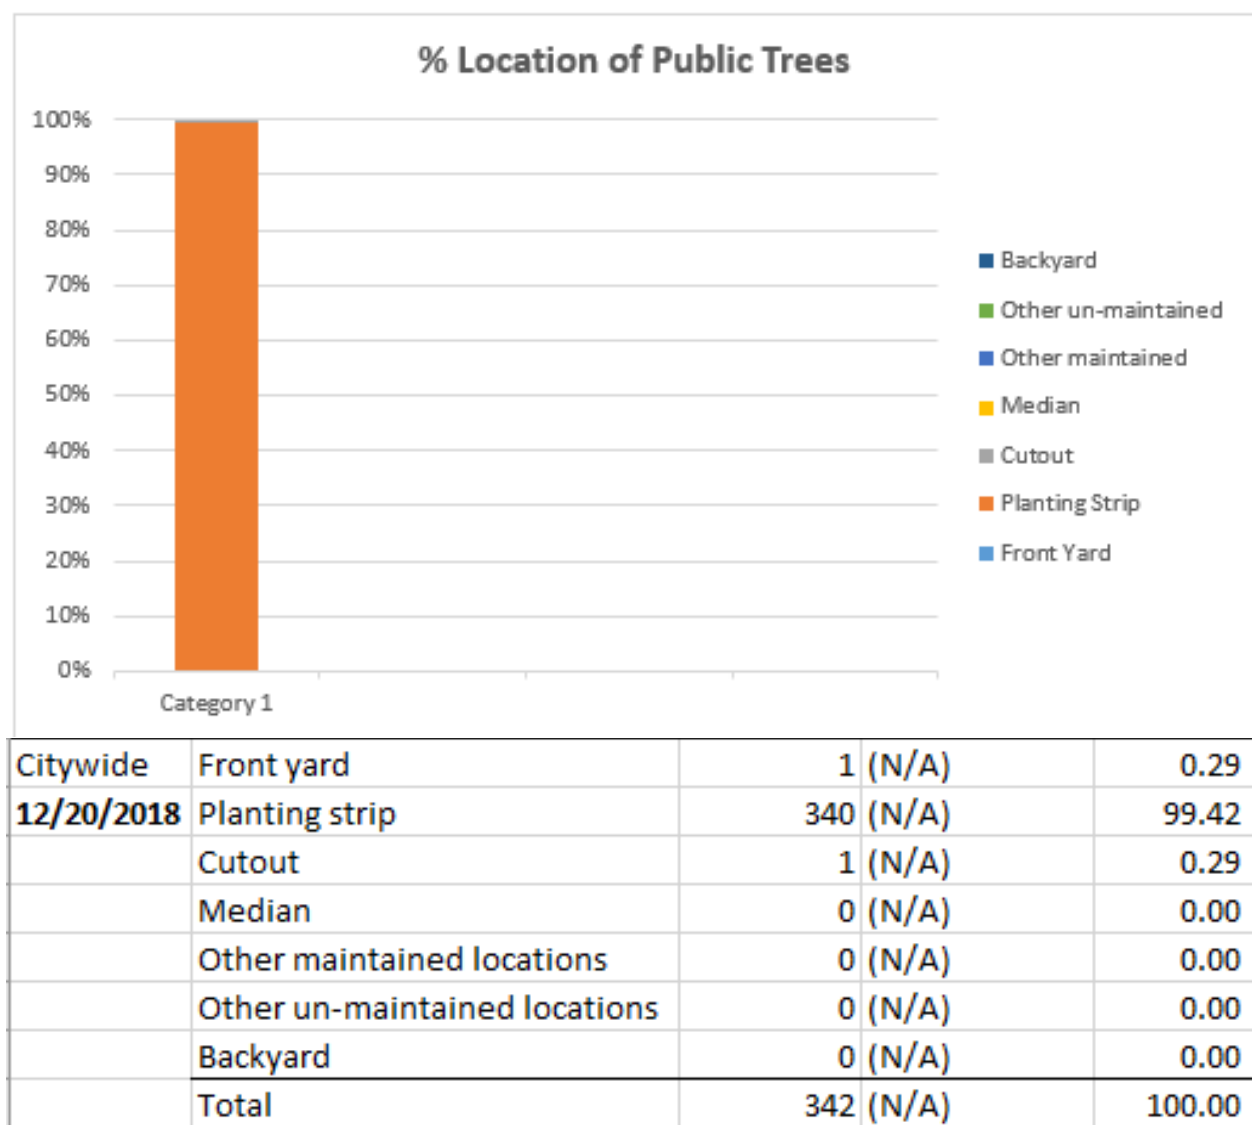 % Location of Public Trees
100%
90%
80%
70%
60%
50%
40%
30%
20%
10%
0%
Category 1
Backyard
Other un-maintained
Other maintained
Median
Cutout
Planting Strip
Front Yard
Citywide Front yard 1 (N/A) 0.29
12/20/2018 Planting strip 340 (N/A) 99.42
Cutout 1 (N/A) 0.29
Median 0 (N/A) 0.00
Other maintained locations 0 (N/A) 0.00
Other un-maintained locations 0 (N/A) 0.00
Backyard 0 (N/A) 0.00
Total 342 (N/A) 100.00